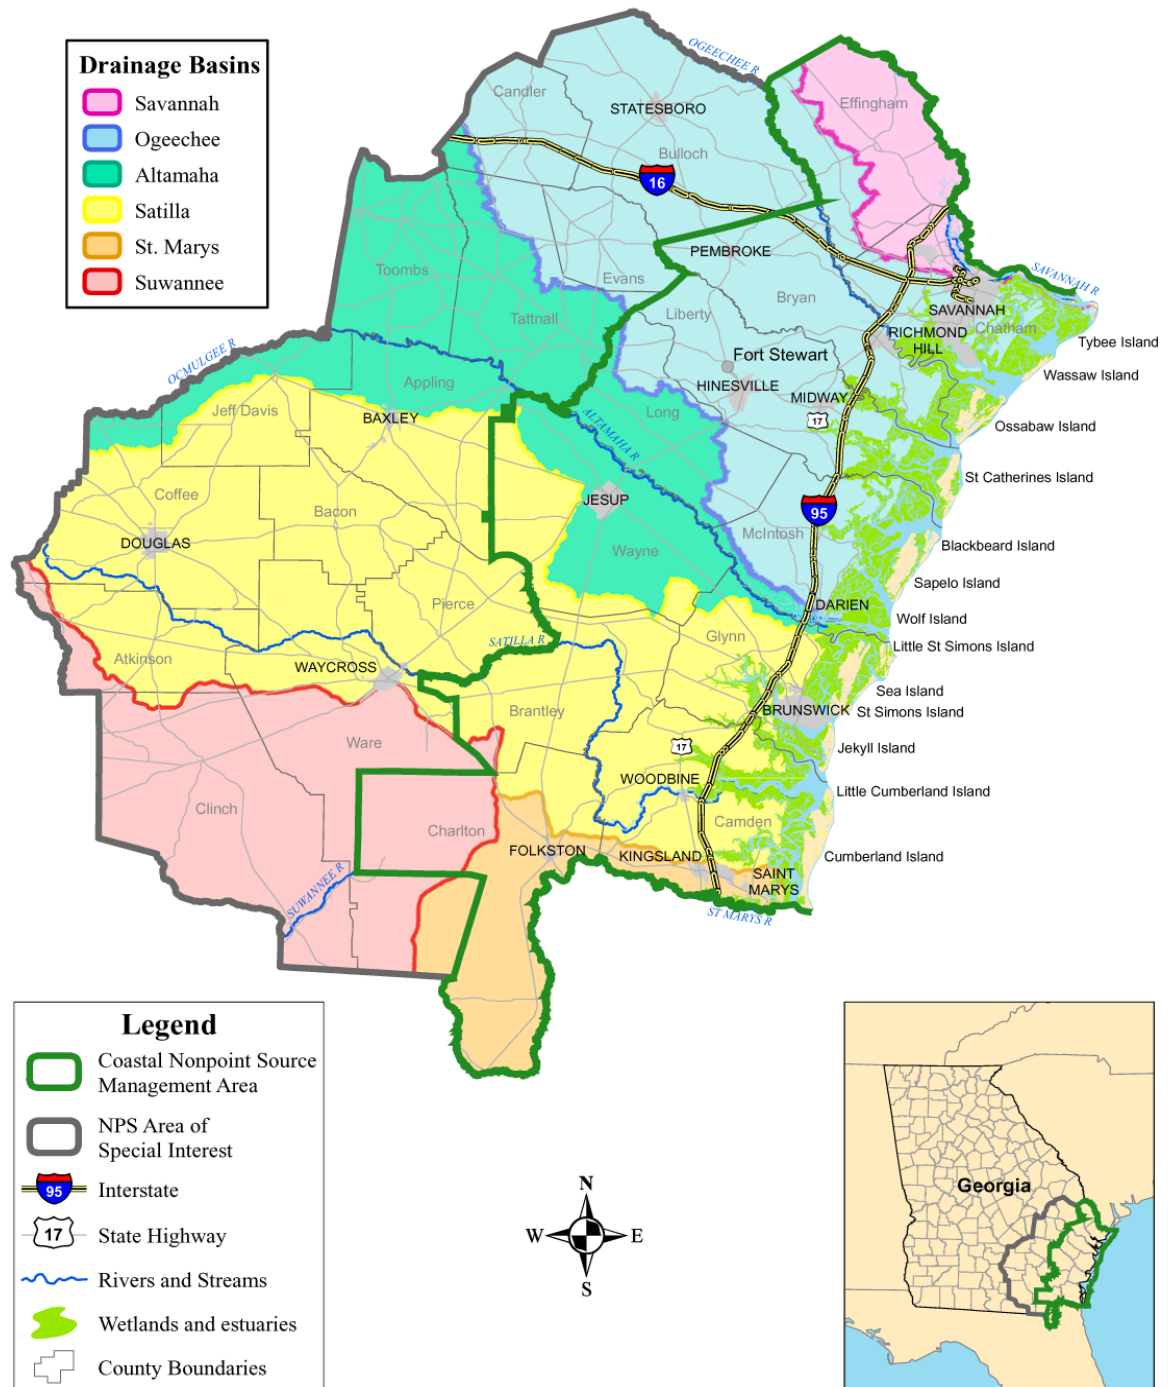 Drainage Basins
Savannah
Ogeechee
Altamaha
Satilla
St. Marys
Suwannee
OGEECHEE R
Candler
STATESBORO
Effingham
Bulloch
16
PEMBROKE
Evans
Bryan
SAVANNAH R
Toombs
Tattnall
Liberty
SAVANNAH
Chatham
RICHMOND
HILL
Tybee Island
Fort Stewart
Wassaw Island
OCMULGEE R
Appling
HINESVILLE
MIDWAY
Jeff Davis
BAXLEY
ALTAMAHA R
Long
17
Ossabaw Island
St Catherines Island
Coffee
Bacon
JESUP
95
DOUGLAS
Wayne
McIntosh
Blackbeard Island
Sapelo Island
Pierce
DARIEN
Wolf Island
SATILLA R
Glynn
Little St Simons Island
Atkinson
WAYCROSS
Sea Island
Brantley
BRUNSWICK
St Simons Island
Ware
17
Jekyll Island
WOODBINE
Little Cumberland Island
Clinch
Charlton
Camden
FOLKSTON
KINGSLAND
Cumberland Island
SUWANNEE R
SAINT
MARYS
ST MARYS R
Legend
Coastal Nonpoint Source
Management Area
NPS Area of
Special Interest
95
Interstate
17
State Highway
Rivers and Streams
Wetlands and estuaries
County Boundaries
N
W
E
S
Georgia